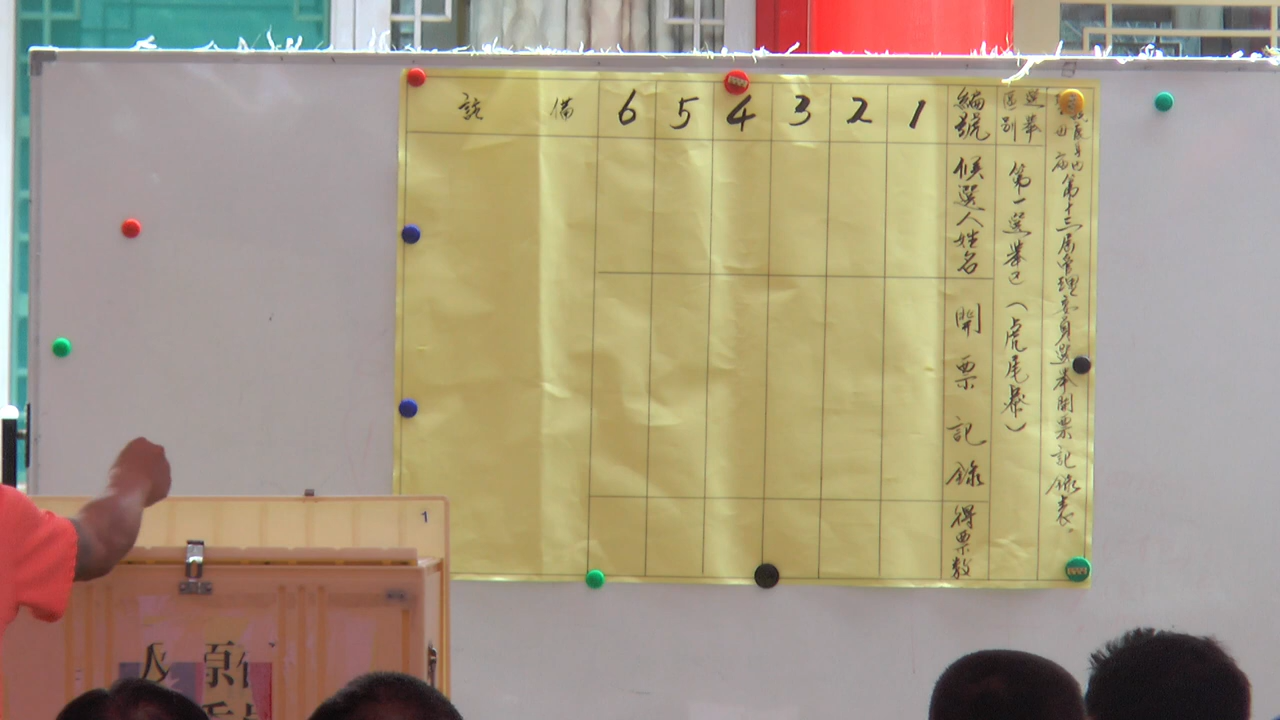 第十三屆管理委員選舉開票記錄表。
選舉區別
第一選舉區(虎尾寮)
編號
候選人姓名
開票記錄
得票數
1
2
3
4
5
6
備註
1